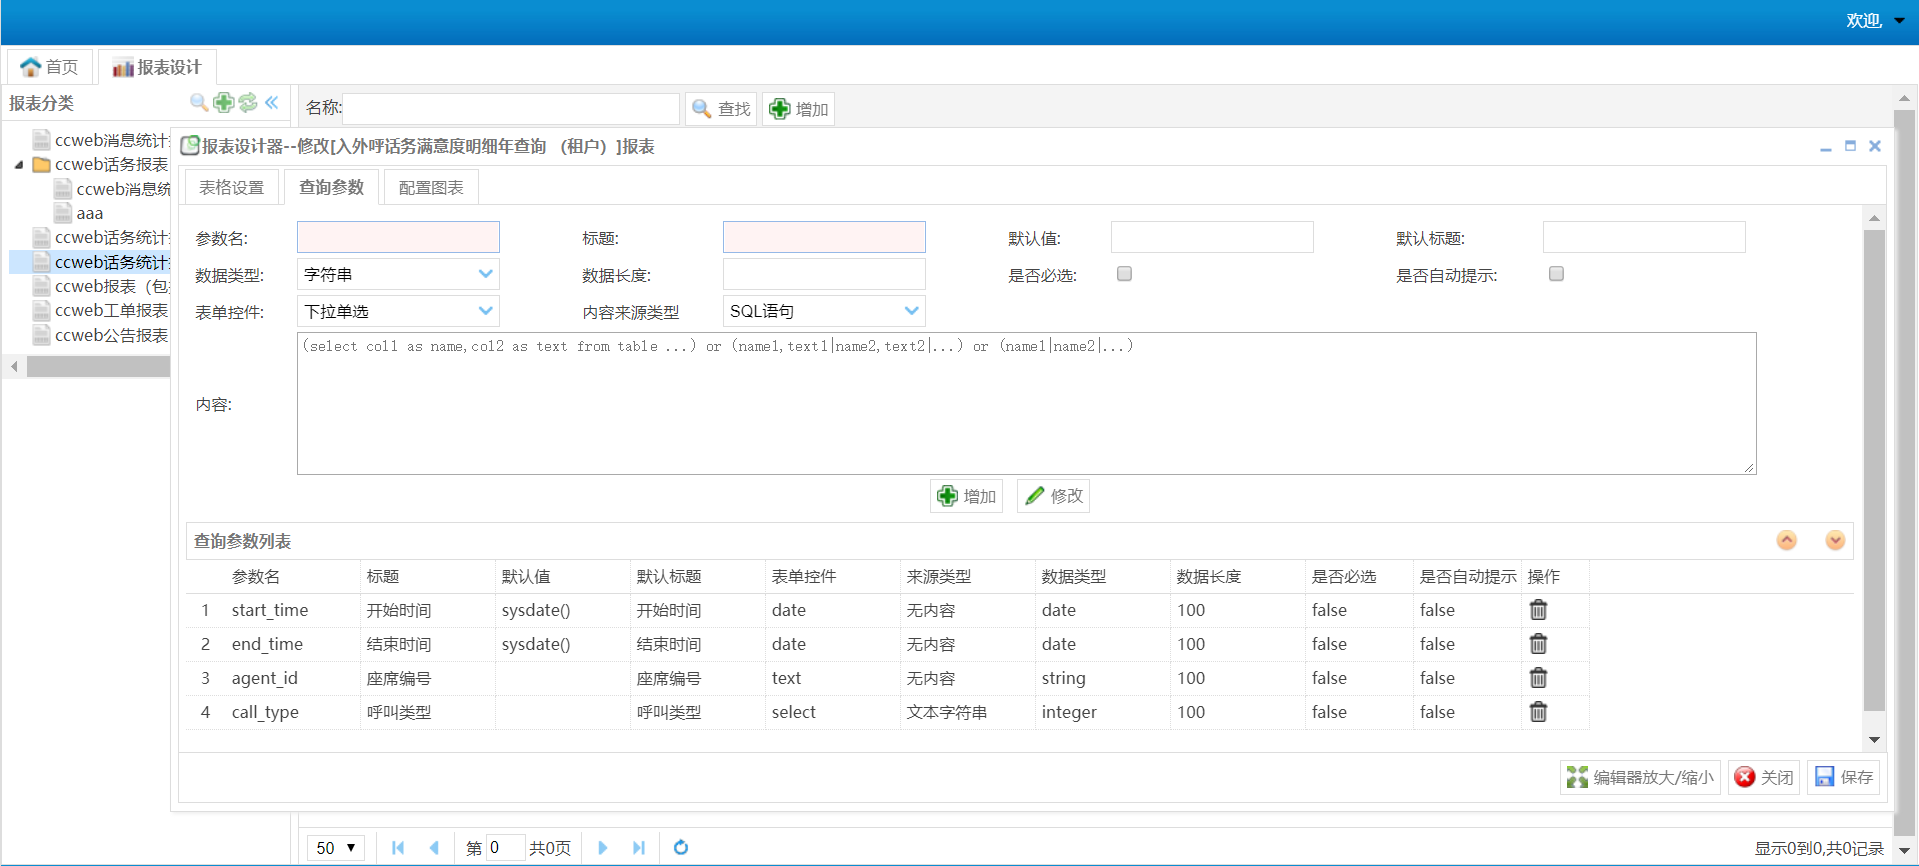 欢迎,
首页
报表设计
报表分类
名称:
查找
增加
ccweb消息统计
ccweb话务报表
ccweb消息统
aaa
ccweb话务统计
ccweb话务统计
ccweb报表（包
ccweb工单报表
ccweb公告报表
报表设计器--修改[入外呼话务满意度明细年查询 （租户）]报表
表格设置
查询参数
配置图表
参数名:
标题:
默认值:
默认标题:
数据类型:
字符串
数据长度:
是否必选:
是否自动提示:
表单控件:
下拉单选
内容来源类型
SQL语句
内容:
(select col1 as name,col2 as text from table ...) or (name1,text1|name2,text2|...) or (name1|name2|...)
增加
修改
查询参数列表
参数名 标题 默认值 默认标题 表单控件 来源类型 数据类型 数据长度 是否必选 是否自动提示 操作
1 start_time 开始时间 sysdate() 开始时间 date 无内容 date 100 false false
2 end_time 结束时间 sysdate() 结束时间 date 无内容 date 100 false false
3 agent_id 座席编号 座席编号 text 无内容 string 100 false false
4 call_type 呼叫类型 呼叫类型 select 文本字符串 integer 100 false false
编辑器放大/缩小
关闭
保存
50
第 0 共0页
显示0到0,共0记录